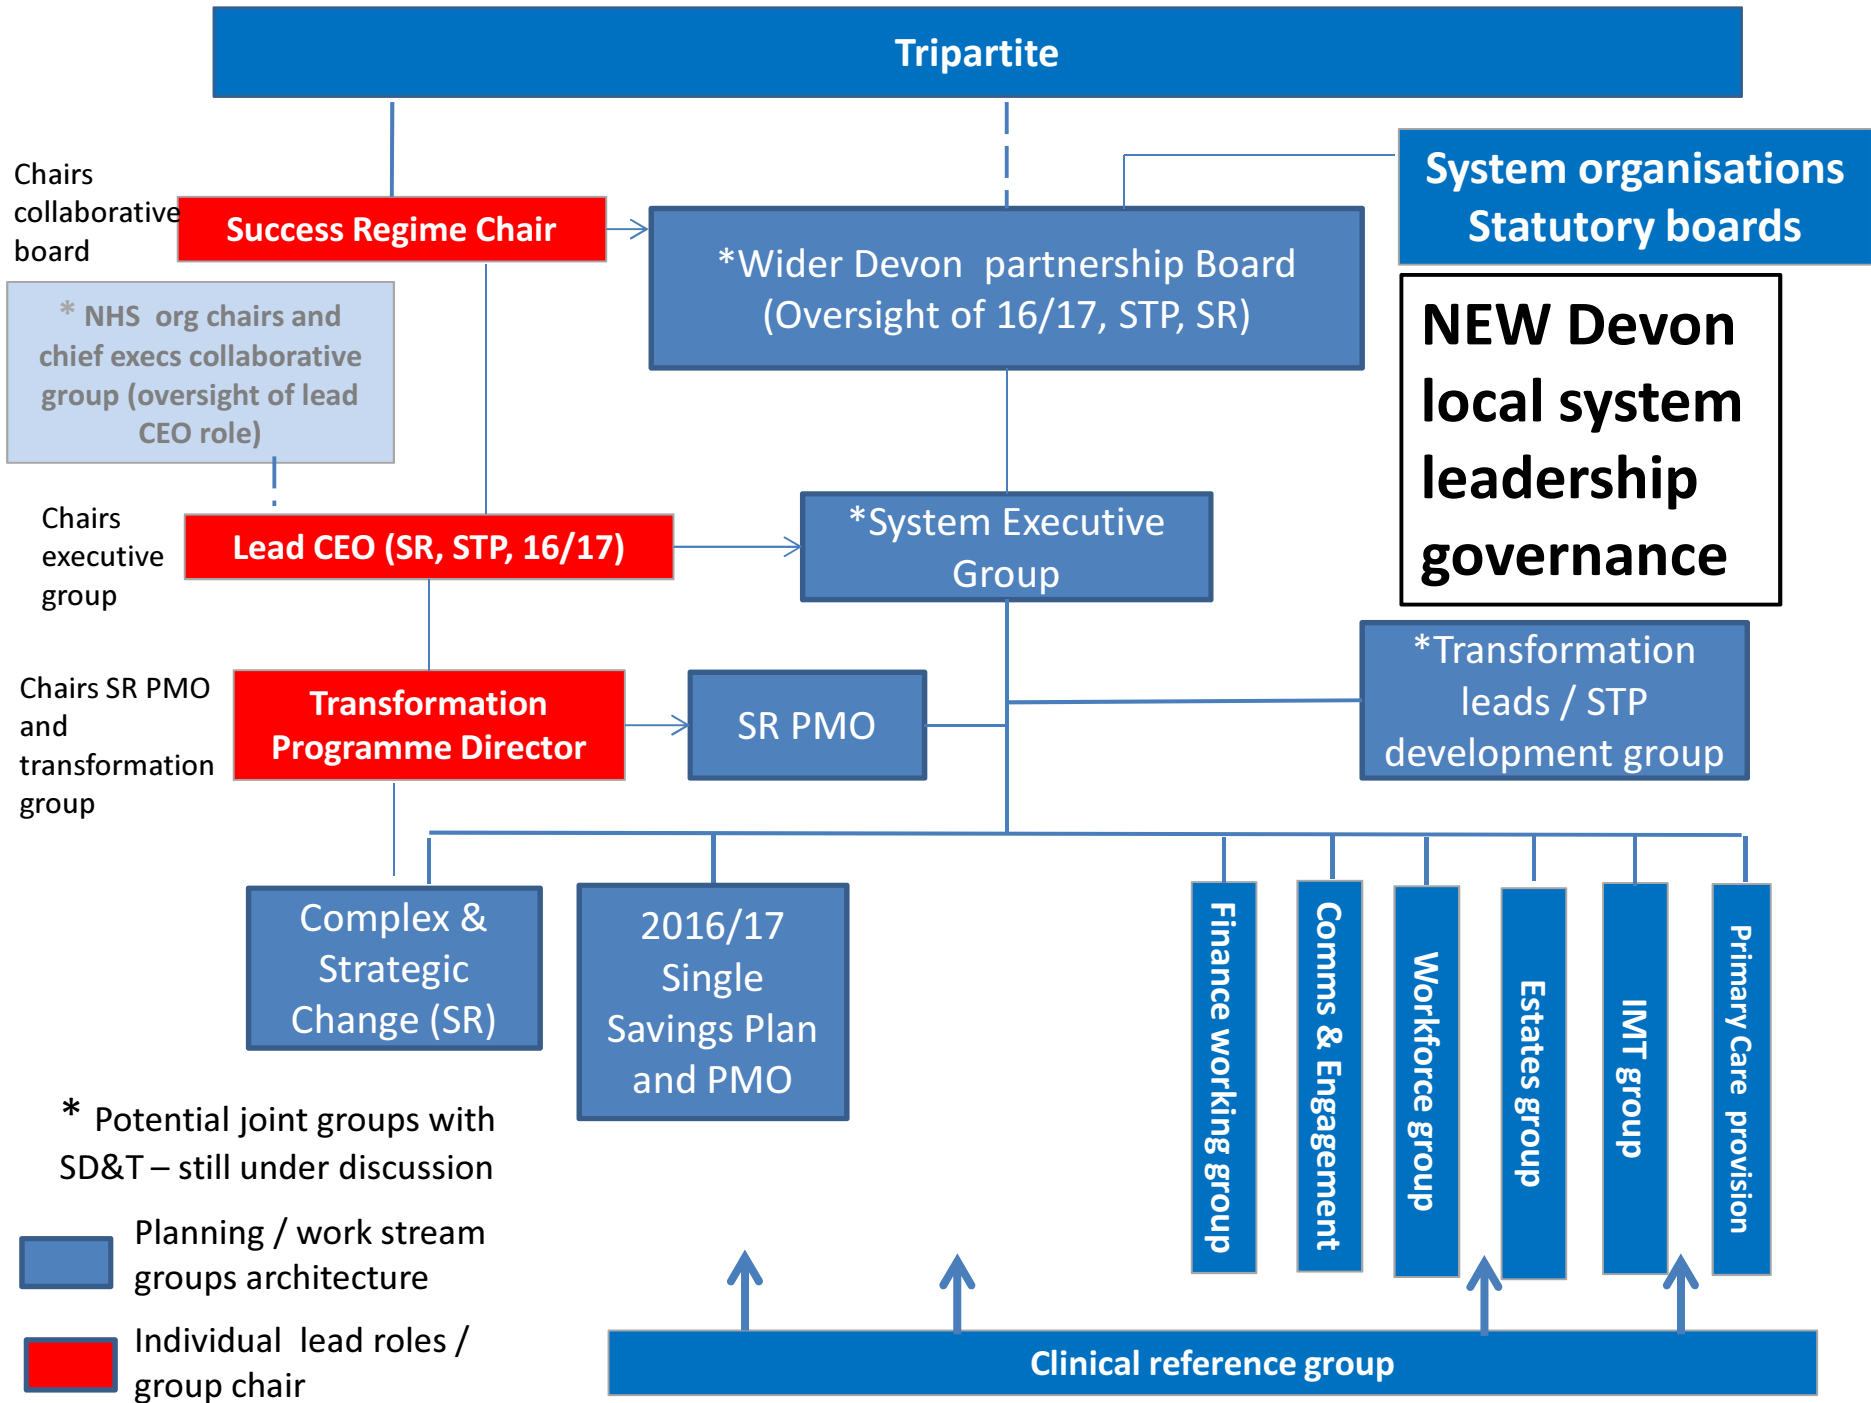 Tripartite
Chairs
collaborative
board
Success Regime Chair
*Wider Devon  partnership Board
(Oversight of 16/17, STP, SR)
System organisations
Statutory boards
* NHS  org chairs and
chief execs collaborative
group (oversight of lead
CEO role)
NEW Devon
local system
leadership
governance
Chairs
executive
group
Lead CEO (SR, STP, 16/17)
*System Executive
Group
Chairs SR PMO
and
transformation
group
Transformation
Programme Director
SR PMO
*Transformation
leads / STP
development group
Complex &
Strategic
Change (SR)
2016/17
Single
Savings Plan
and PMO
Finance working group
Comms & Engagement
Workforce group
Estates group
IMT group
Primary Care  provision
* Potential joint groups with
SD&T – still under discussion
Planning / work stream
groups architecture
Individual  lead roles /
group chair
Clinical reference group